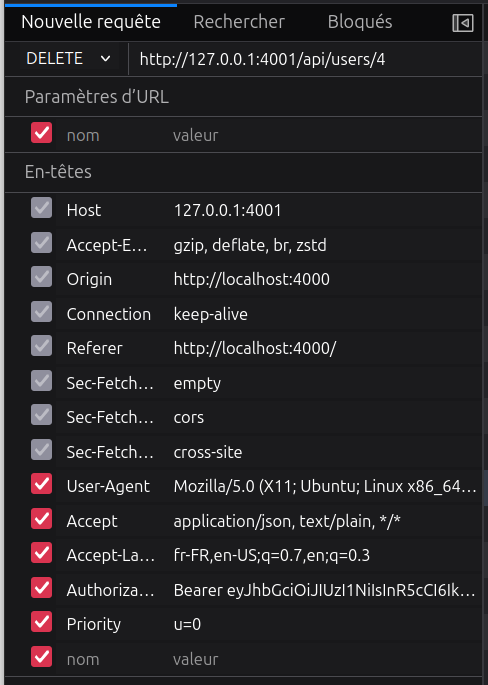 Nouvelle requête Rechercher Bloqués
DELETE http://127.0.0.1:4001/api/users/4
Paramètres d’URL
nom valeur
En-têtes
Host 127.0.0.1:4001
Accept-E… gzip, deflate, br, zstd
Origin http://localhost:4000
Connection keep-alive
Referer http://localhost:4000/
Sec-Fetch… empty
Sec-Fetch… cors
Sec-Fetch… cross-site
User-Agent Mozilla/5.0 (X11; Ubuntu; Linux x86_64…
Accept application/json, text/plain, */*
Accept-La… fr-FR,en-US;q=0.7,en;q=0.3
Authoriza… Bearer eyJhbGciOiJIUzI1NiIsInR5cCI6Ik…
Priority u=0
nom valeur